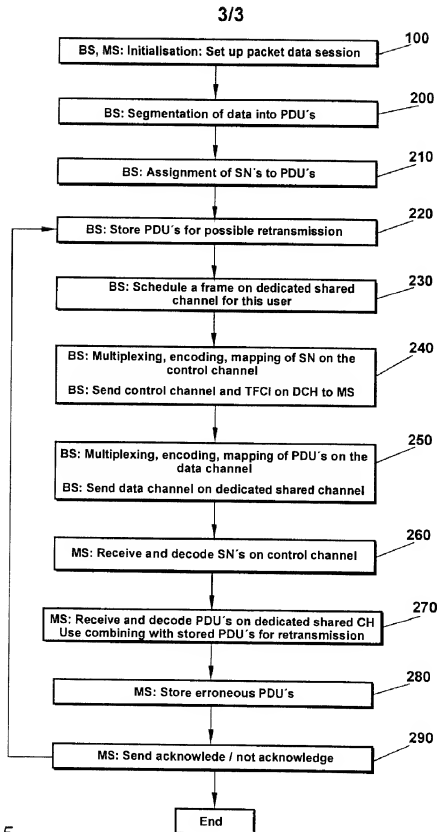 3/3
100
BS, MS: Initialisation: Set up packet data session
200
BS: Segmentation of data into PDU´s
210
BS: Assignment of SN´s to PDU´s
220
BS: Store PDU´s for possible retransmission
230
BS: Schedule a frame on dedicated shared
channel for this user
240
BS: Multiplexing, encoding, mapping of SN on the
control channel
BS: Send control channel and TFCI on DCH to MS
250
BS: Multiplexing, encoding, mapping of PDU´s on the
data channel
BS: Send data channel on dedicated shared channel
260
MS: Receive and decode SN´s on control channel
270
MS: Receive and decode PDU´s on dedicated shared CH
Use combining with stored PDU´s for retransmission
280
MS: Store erroneous PDU´s
290
MS: Send acknowlede / not acknowledge
End